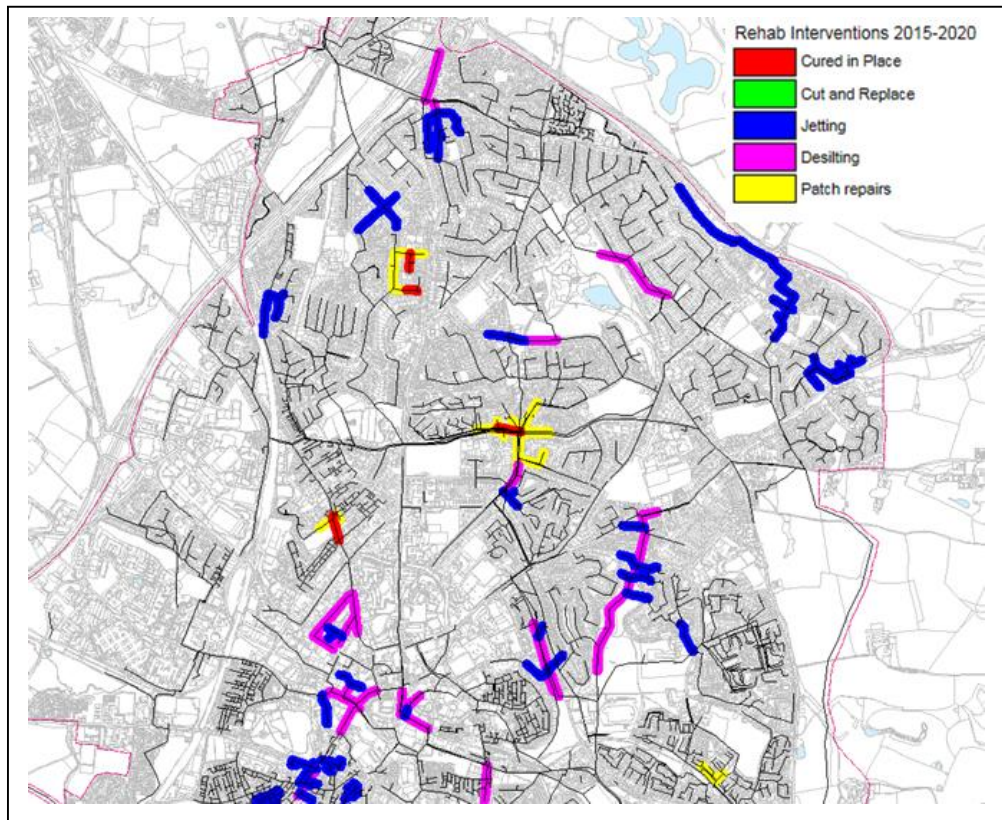 Rehab Interventions 2015-2020
Cured in Place
Cut and Replace
Jetting
Desilting
Patch repairs